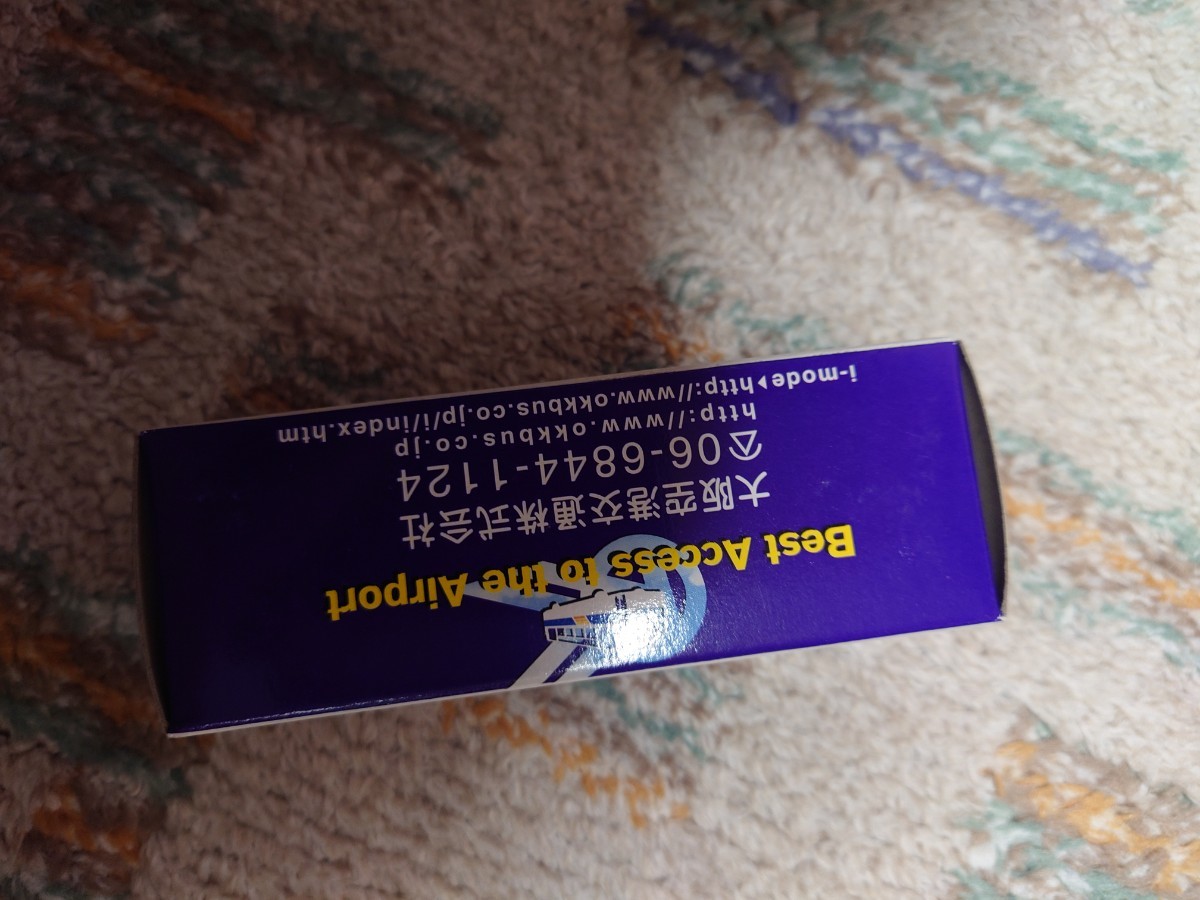 Best Access to the Airport
大阪空港交通株式会社
☎06-6844-1124
http://www.okkbus.co.jp
i-mode▶http://www.okkbus.co.jp/i/index.htm